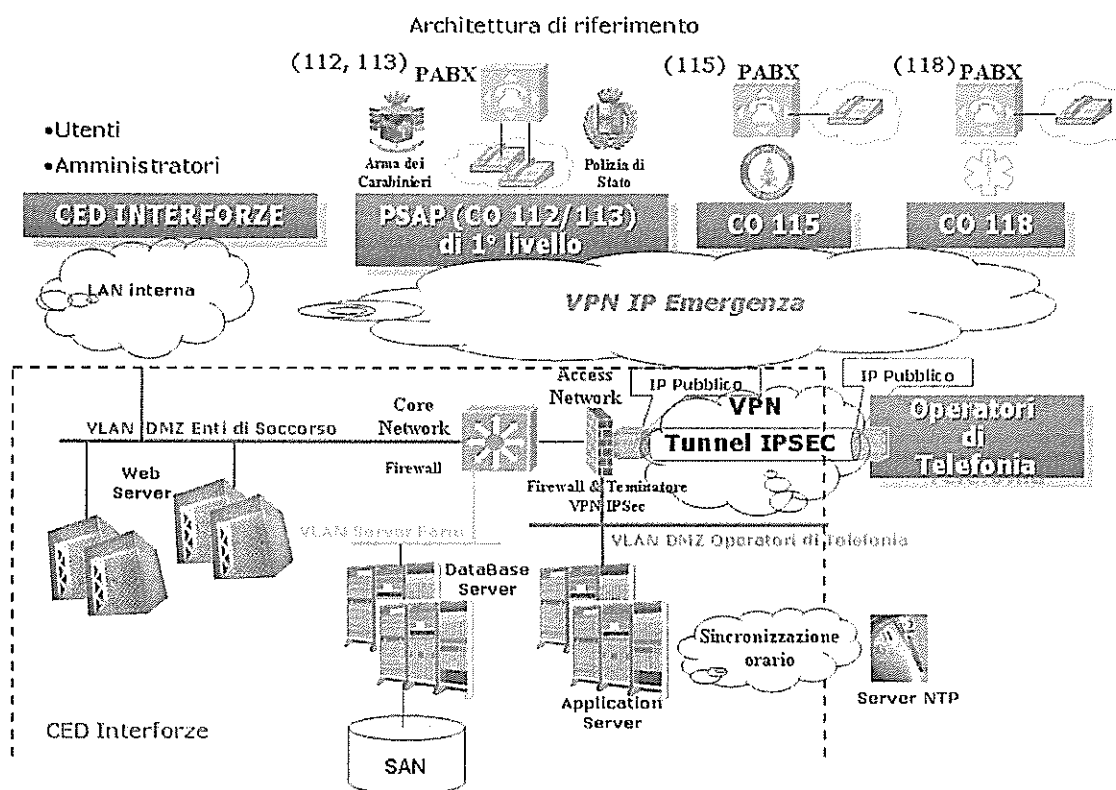 Architettura di riferimento
(112, 113)
PABX
(115)
PABX
(118)
PABX
•Utenti
•Amministratori
Arma dei
Carabinieri
Polizia di
Stato
CED INTERFORZE
PSAP (CO 112/113)
di 1° livello
CO 115
CO 118
LAN interna
VPN IP Emergenza
Access
Network
IP Pubblico
IP Pubblico
Core
Network
VPN
Operatori
di
Telefonia
VLAN DMZ Enti di Soccorso
Tunnel IPSEC
Web
Server
Firewall
Firewall & Teminatore
VPN IPSec
VLAN Server Farm
VLAN DMZ Operatori di Telefonia
DataBase
Server
Sincronizzazione
orario
Application
Server
Server NTP
CED Interforze
SAN